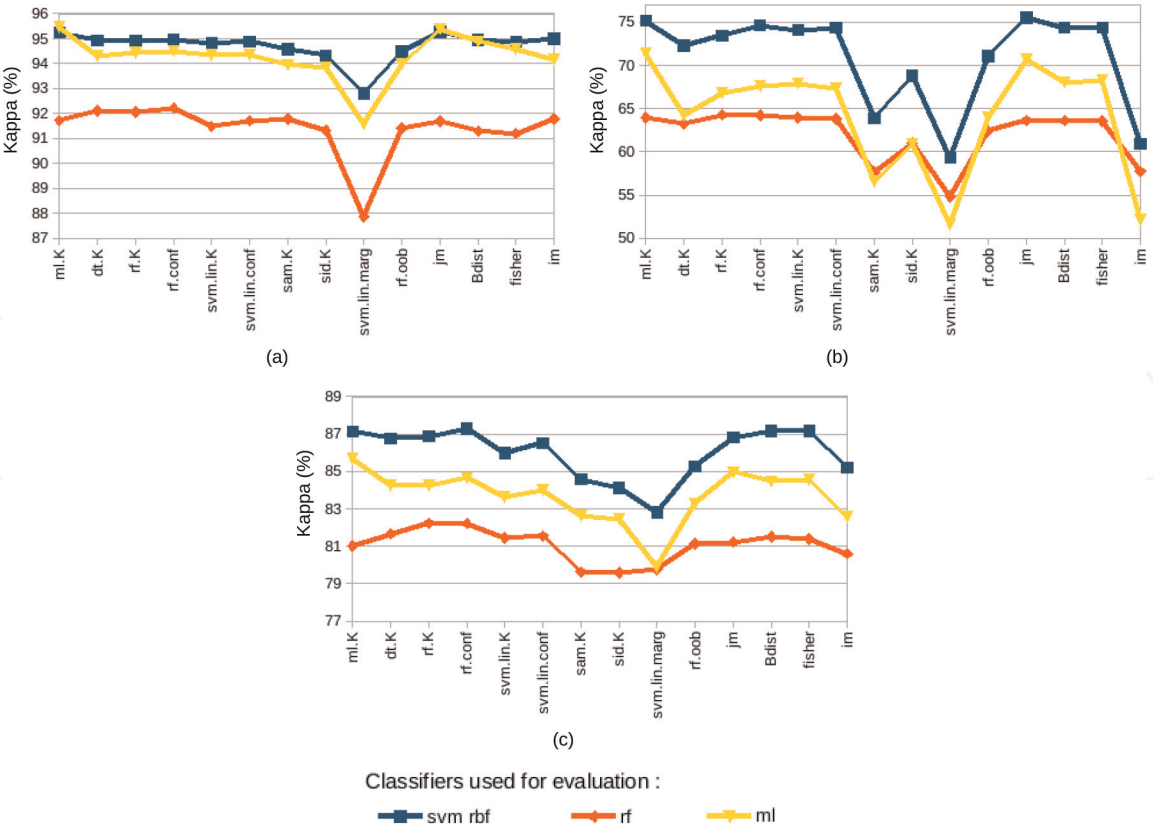 Kappa (%)
96
95
94
93
92
91
90
89
88
87
ml.K
dt.K
rf.K
rf.conf
svm.lin.K
svm.lin.conf
sam.K
sid.K
svm.lin.marg
rf.oob
jm
Bdist
fisher
im
(a)
Kappa (%)
75
70
65
60
55
50
ml.K
dt.K
rf.K
rf.conf
svm.lin.K
svm.lin.conf
sam.K
sid.K
svm.lin.marg
rf.oob
jm
Bdist
fisher
im
(b)
Kappa (%)
89
87
85
83
81
79
77
ml.K
dt.K
rf.K
rf.conf
svm.lin.K
svm.lin.conf
sam.K
sid.K
svm.lin.marg
rf.oob
jm
Bdist
fisher
im
(c)
Classifiers used for evaluation :
svm rbf rf ml